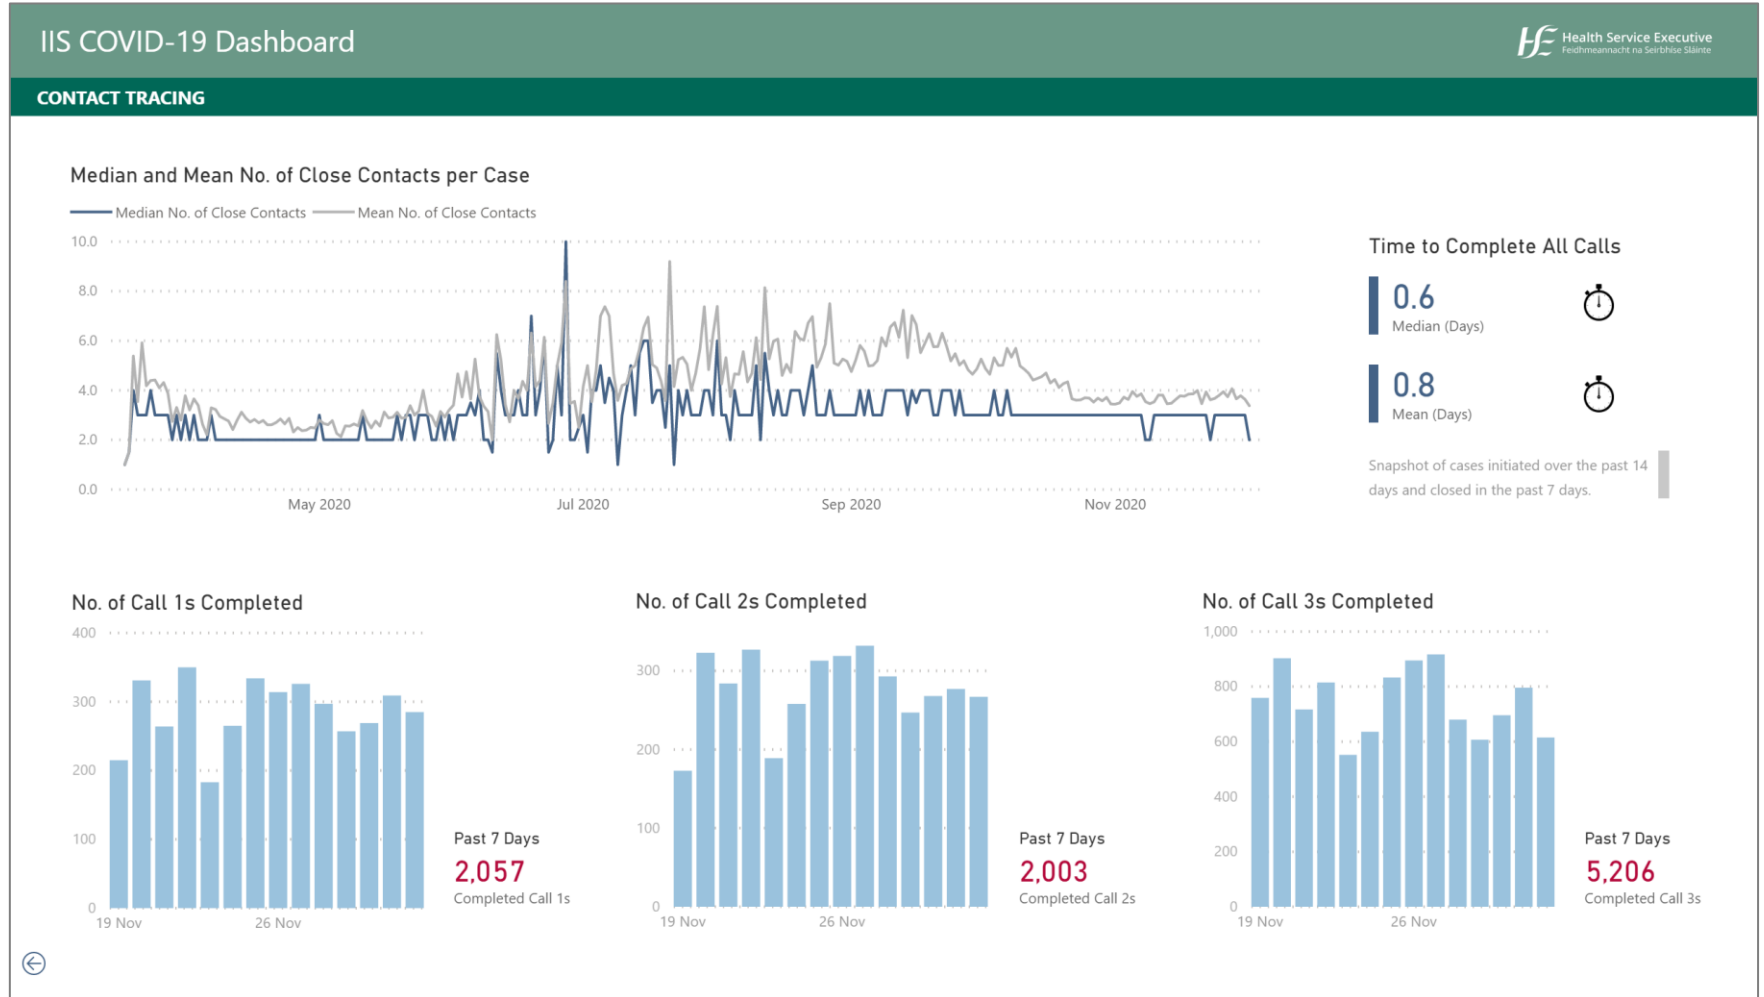 IIS COVID-19 Dashboard
Health Service Executive
Feidhmeannacht na Seirbhíse Sláinte
CONTACT TRACING
Median and Mean No. of Close Contacts per Case
Median No. of Close Contacts
Mean No. of Close Contacts
10.0
8.0
6.0
4.0
2.0
0.0
May 2020
Jul 2020
Sep 2020
Nov 2020
Time to Complete All Calls
0.6
Median (Days)
0.8
Mean (Days)
Snapshot of cases initiated over the past 14
days and closed in the past 7 days.
No. of Call 1s Completed
400
300
200
100
0
19 Nov
26 Nov
Past 7 Days
2,057
Completed Call 1s
No. of Call 2s Completed
300
200
100
0
19 Nov
26 Nov
Past 7 Days
2,003
Completed Call 2s
No. of Call 3s Completed
1,000
800
600
400
200
0
19 Nov
26 Nov
Past 7 Days
5,206
Completed Call 3s